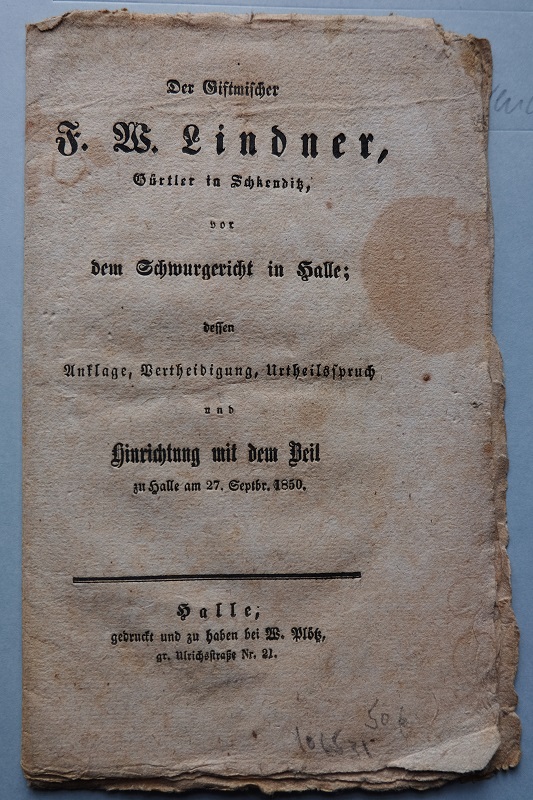 Der Giftmischer
F. W. Lindner,
Gürtler in Schkeuditz,
vor
dem Schwurgericht in Halle;
dessen
Anklage, Vertheidigung, Urtheilsspruch
und
Hinrichtung mit dem Beil
zu Halle am 27. Septbr. 1850.
Halle;
gedruckt und zu haben bei W. Plötz,
gr. Ulrichsstraße Nr. 21.